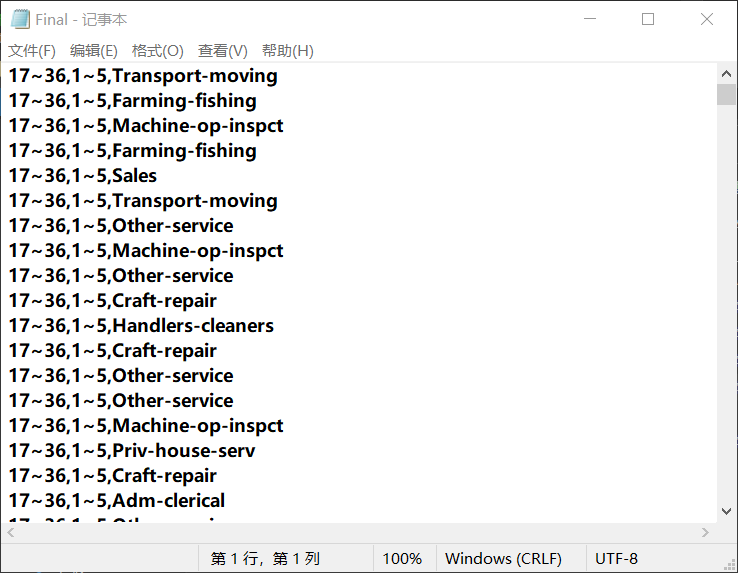 Final - 记事本
文件(F) 编辑(E) 格式(O) 查看(V) 帮助(H)
17~36,1~5,Transport-moving
17~36,1~5,Farming-fishing
17~36,1~5,Machine-op-inspct
17~36,1~5,Farming-fishing
17~36,1~5,Sales
17~36,1~5,Transport-moving
17~36,1~5,Other-service
17~36,1~5,Machine-op-inspct
17~36,1~5,Other-service
17~36,1~5,Craft-repair
17~36,1~5,Handlers-cleaners
17~36,1~5,Craft-repair
17~36,1~5,Other-service
17~36,1~5,Other-service
17~36,1~5,Machine-op-inspct
17~36,1~5,Priv-house-serv
17~36,1~5,Craft-repair
17~36,1~5,Adm-clerical
第 1 行，第 1 列 100% Windows (CRLF) UTF-8